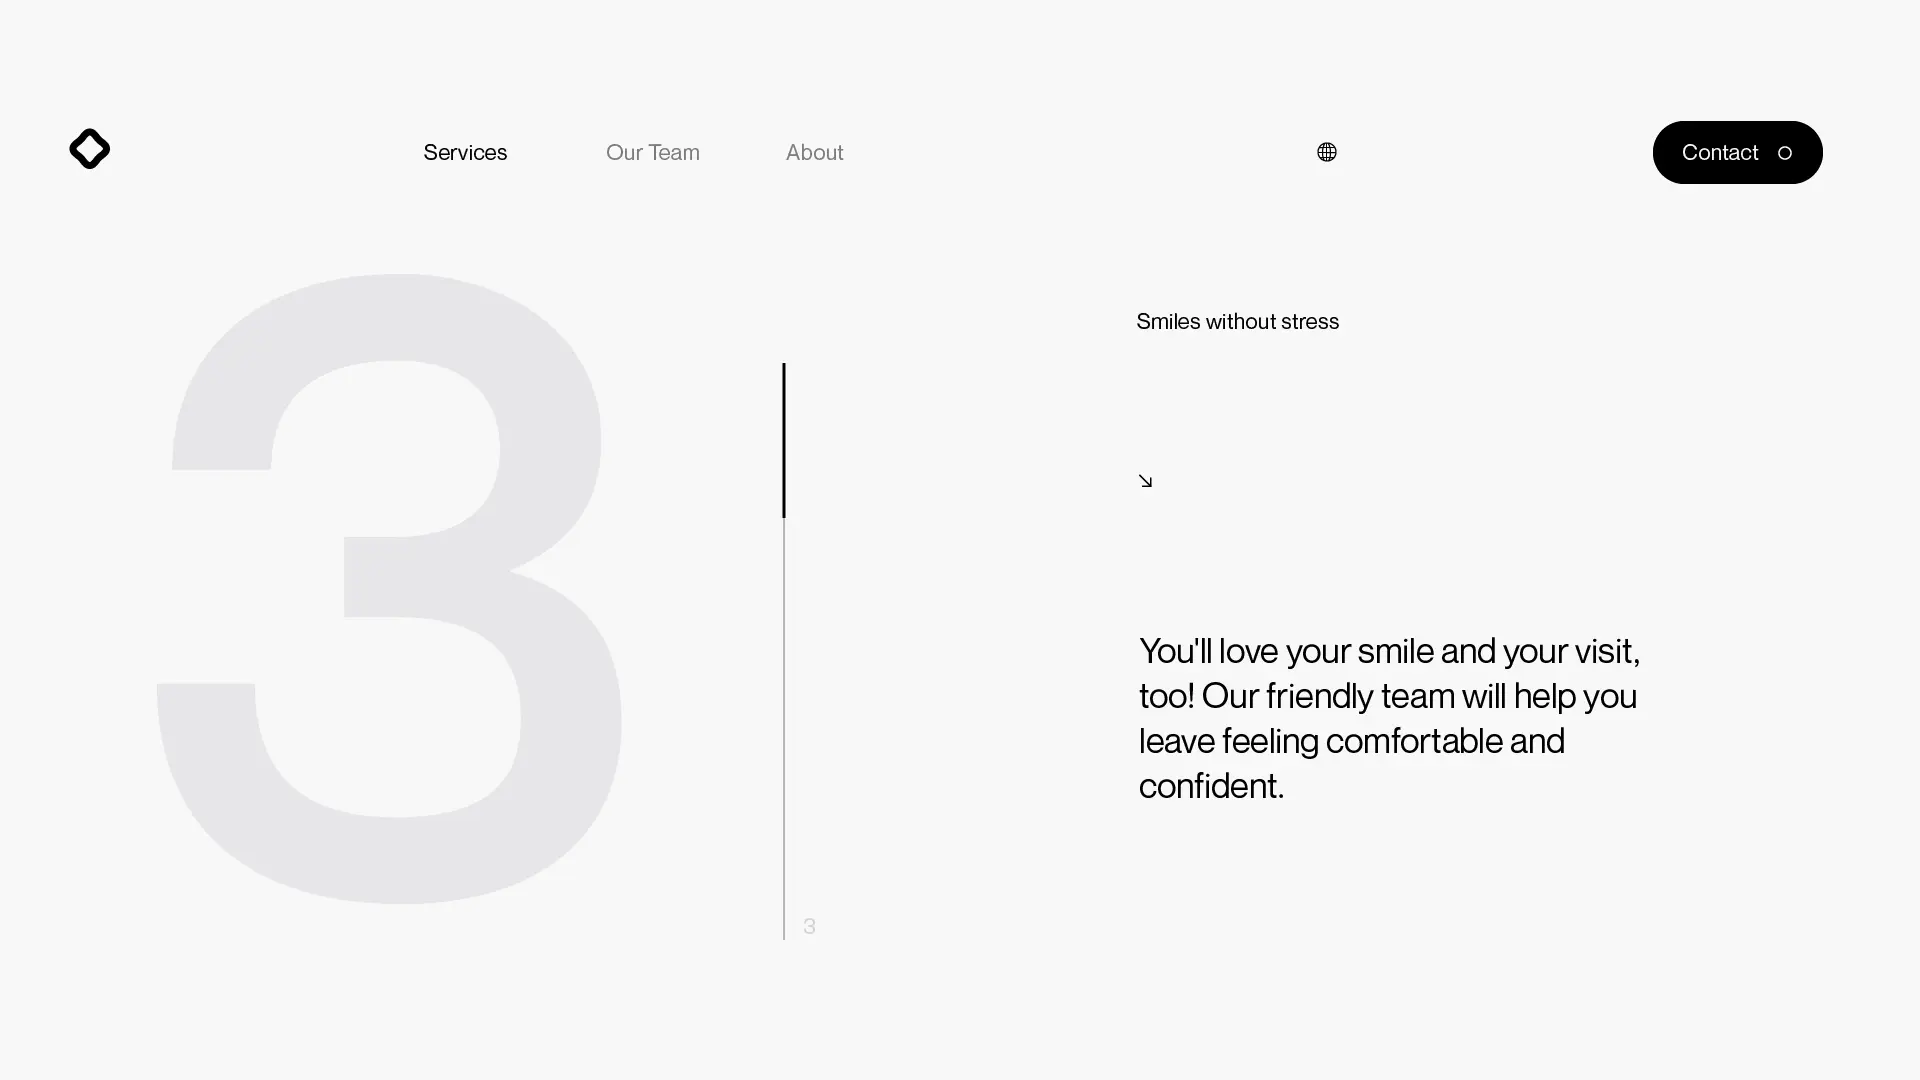 Services
Our Team
About
Contact
3
Smiles without stress
You'll love your smile and your visit,
too! Our friendly team will help you
leave feeling comfortable and
confident.
3